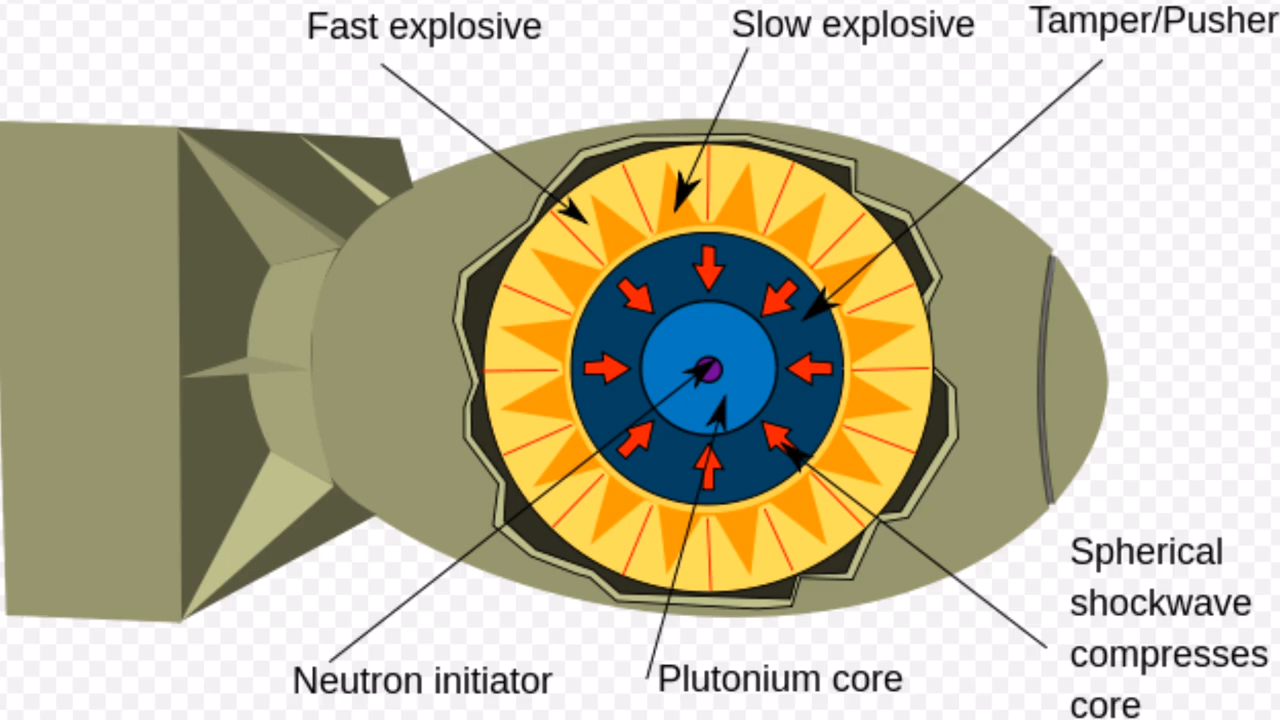 Fast explosive
Slow explosive
Tamper/Pusher
Neutron initiator
Plutonium core
Spherical
shockwave
compresses
core